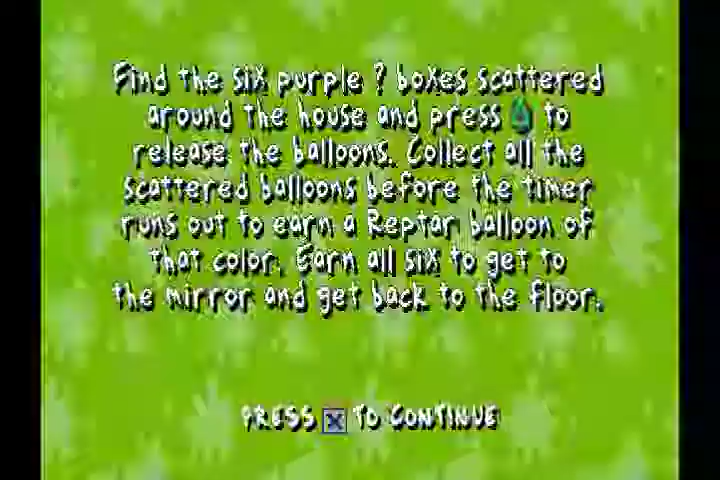 Find the six purple ? boxes scattered
around the house and press △ to
release the balloons. Collect all the
scattered balloons before the timer
runs out to earn a Reptar balloon of
that color. Earn all six to get to
the mirror and get back to the floor.
PRESS X TO CONTINUE